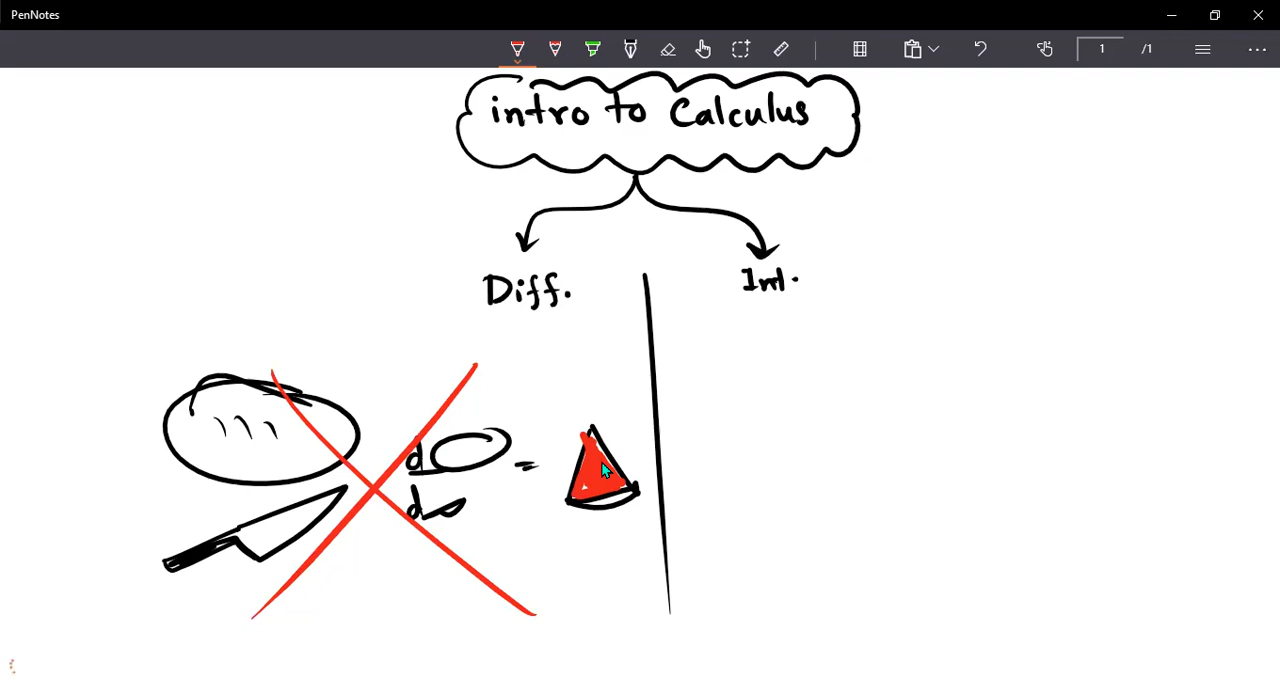 PenNotes
1 /1
intro to Calculus
Diff.
Int.
d
=
d